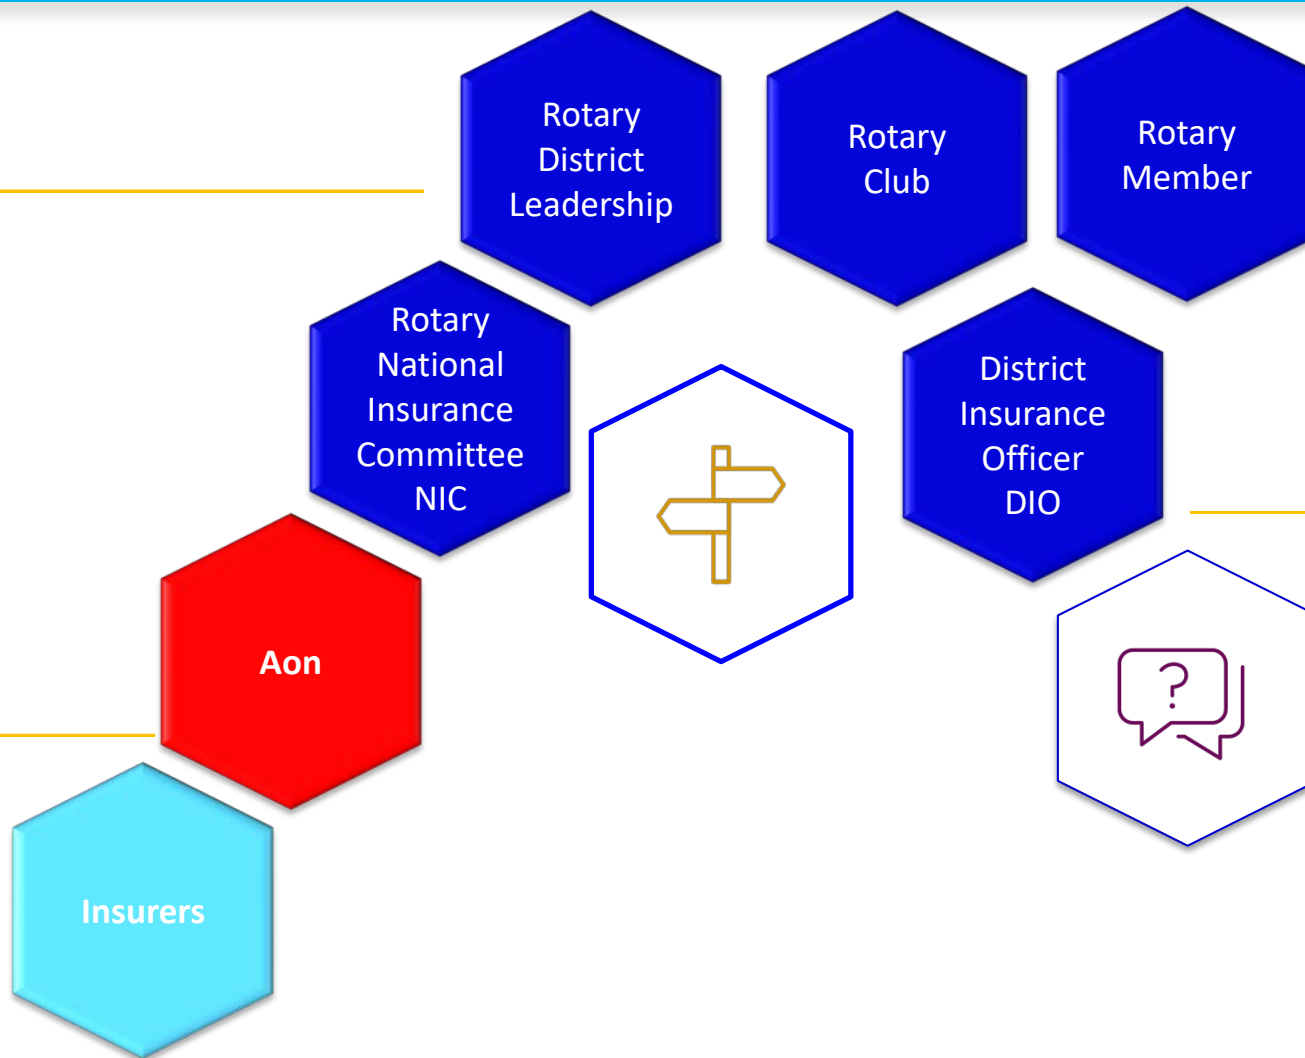 Rotary
District
Leadership
Rotary
Club
Rotary
Member
Rotary
National
Insurance
Committee
NIC
District
Insurance
Officer
DIO
?
Aon
Insurers